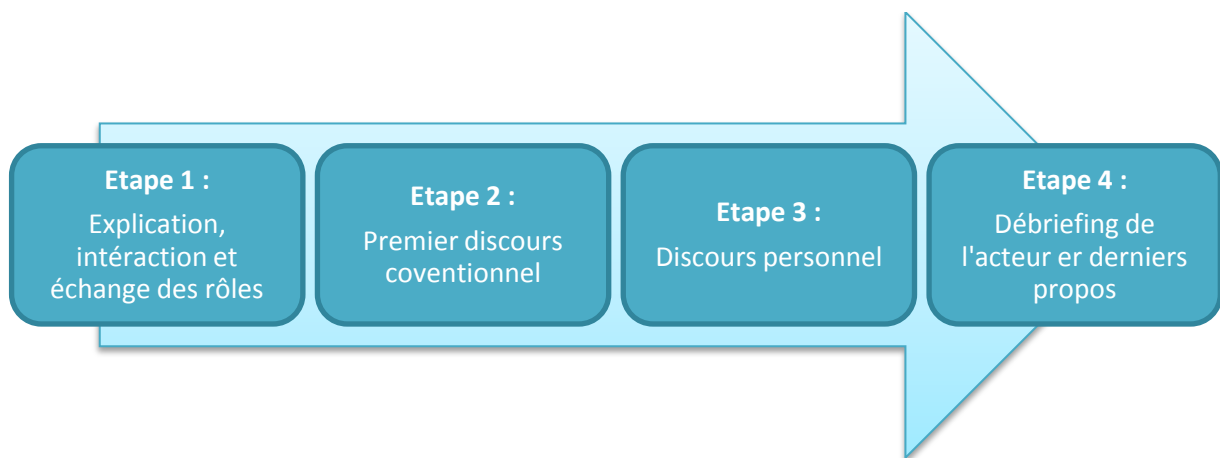 Etape 1 :
Explication,
intéraction et
échange des rôles
Etape 2 :
Premier discours
coventionnel
Etape 3 :
Discours personnel
Etape 4 :
Débriefing de
l'acteur er derniers
propos